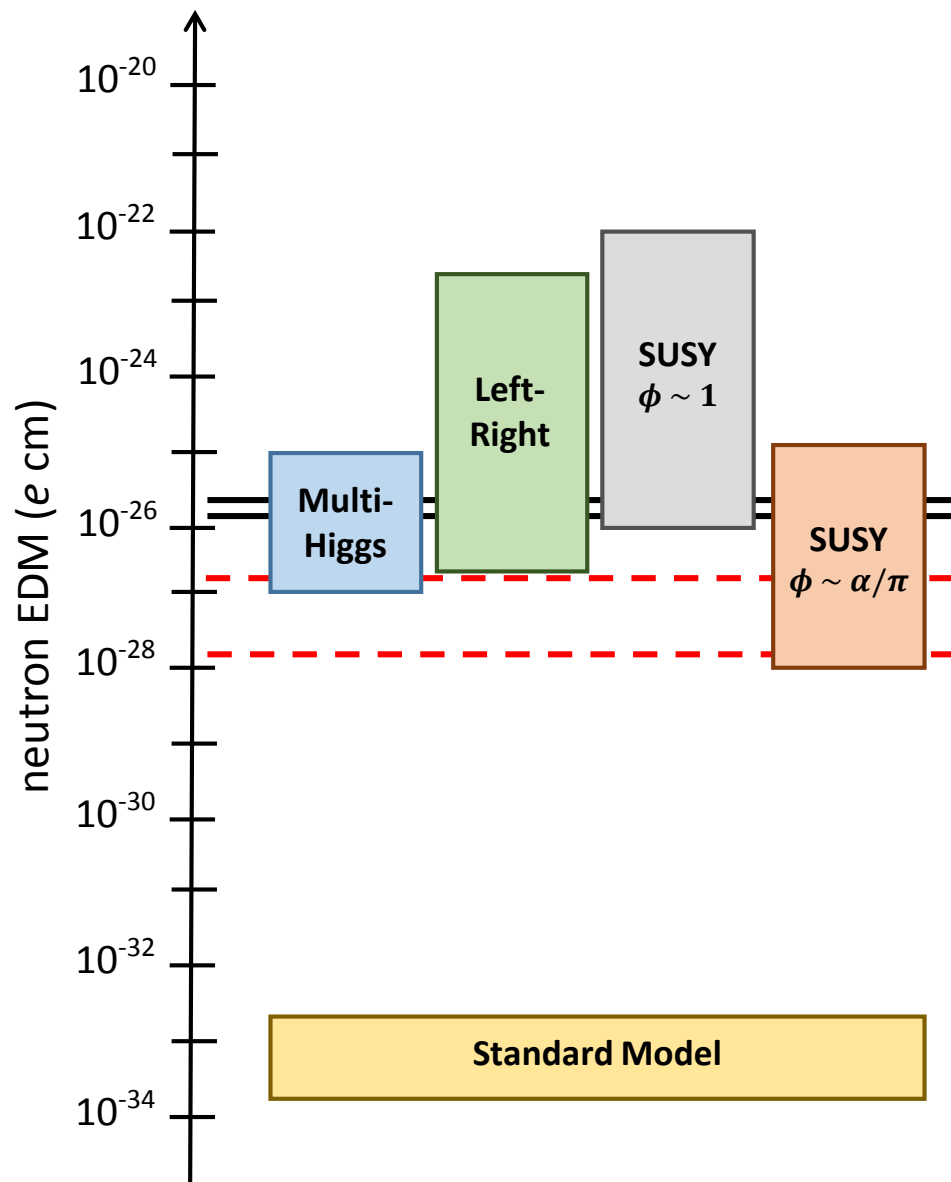 10⁻²⁰
10⁻²²
10⁻²⁴
10⁻²⁶
10⁻²⁸
10⁻³⁰
10⁻³²
10⁻³⁴
neutron EDM (e cm)
Multi-
Higgs
Left-
Right
SUSY
ϕ ~ 1
SUSY
ϕ ~ α/π
Standard Model